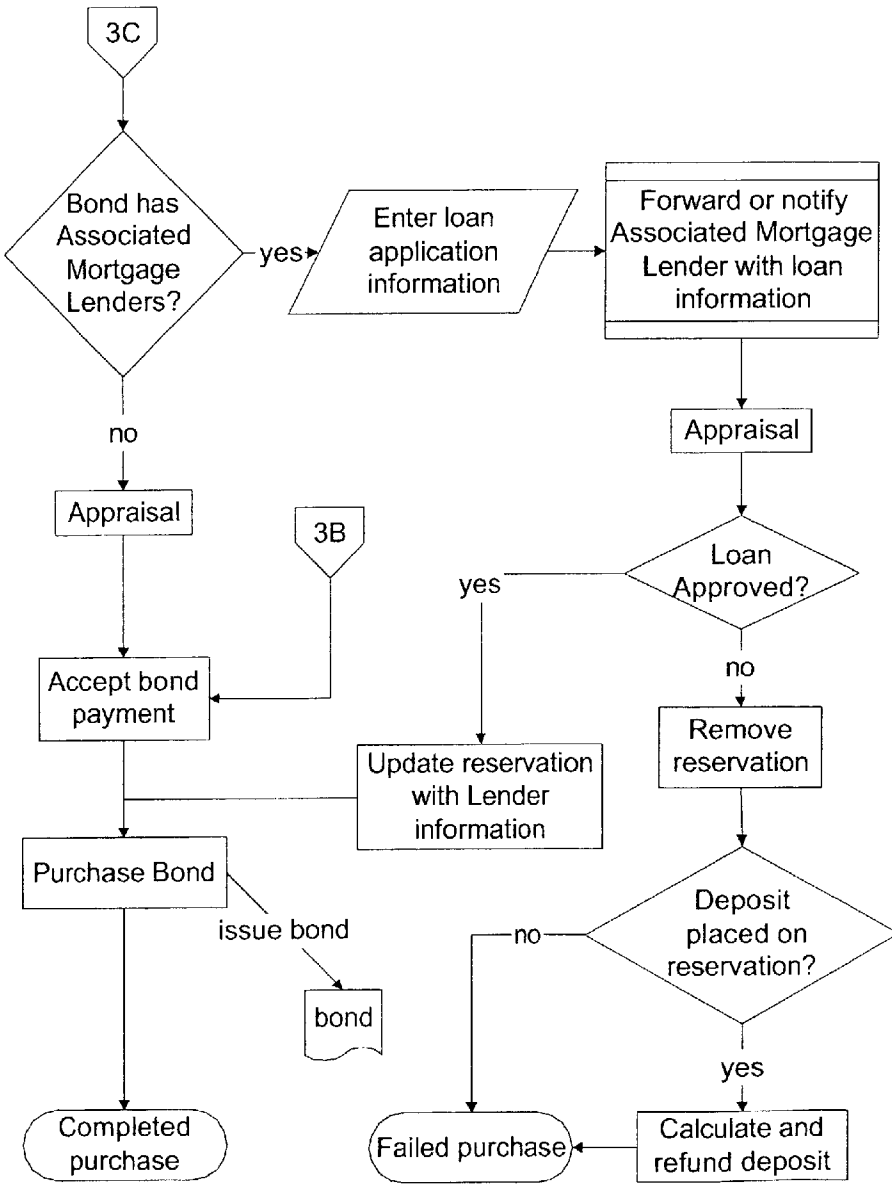 3C
Bond has
Associated
Mortgage
Lenders?
yes
Enter loan
application
information
Forward or notify
Associated Mortgage
Lender with loan
information
no
Appraisal
Appraisal
3B
Loan
Approved?
yes
no
Accept bond
payment
Remove
reservation
Update reservation
with Lender
information
Purchase Bond
issue bond
bond
Deposit
placed on
reservation?
no
yes
Completed
purchase
Failed purchase
Calculate and
refund deposit